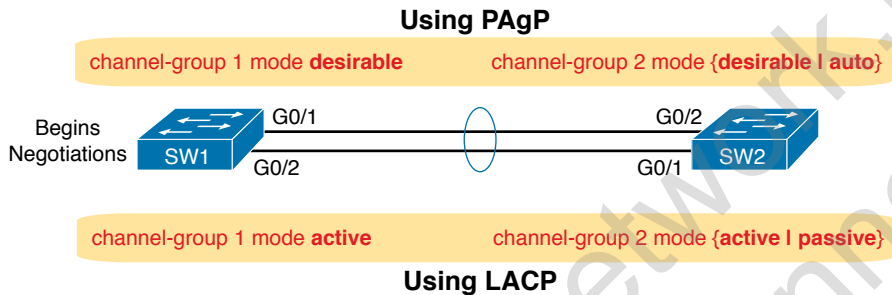 Using PAgP
channel-group 1 mode desirable channel-group 2 mode {desirable | auto}
G0/1 G0/2
Begins
Negotiations SW1 SW2
G0/2 G0/1
channel-group 1 mode active channel-group 2 mode {active | passive}
Using LACP